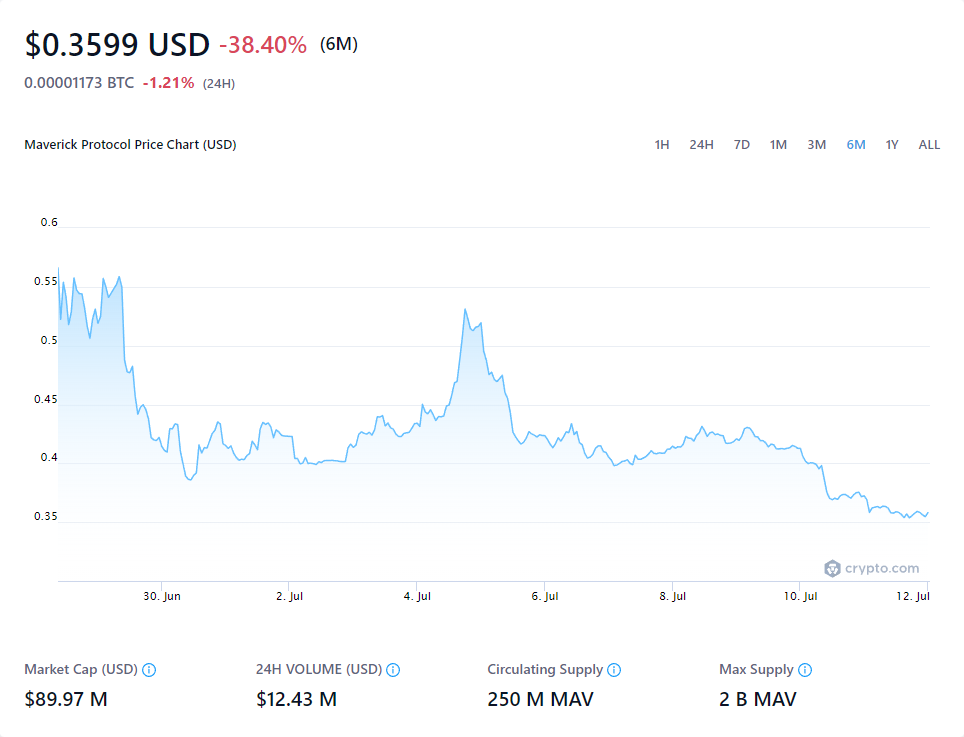 $0.3599 USD -38.40% (6M)
0.00001173 BTC -1.21% (24H)
Maverick Protocol Price Chart (USD) 1H 24H 7D 1M 3M 6M 1Y ALL
0.6
0.55
0.5
0.45
0.4
0.35
crypto.com
30. Jun 2. Jul 4. Jul 6. Jul 8. Jul 10. Jul 12. Jul
Market Cap (USD) 24H VOLUME (USD) Circulating Supply Max Supply
$89.97 M $12.43 M 250 M MAV 2 B MAV